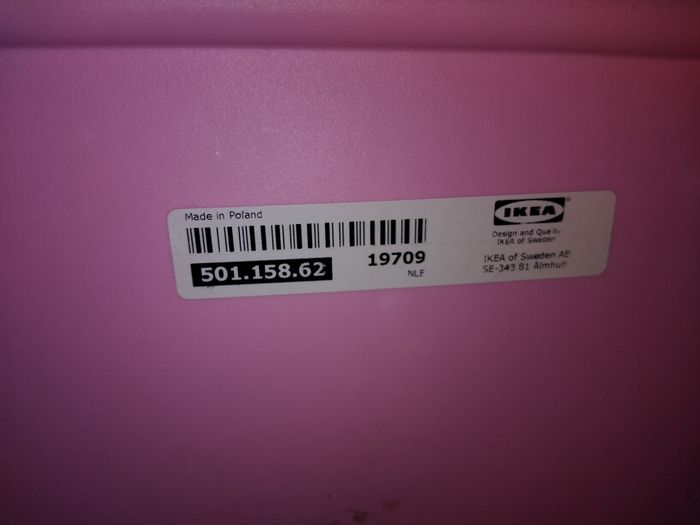 Made in Poland
501.158.62
19709
NLF
IKEA®
Design and Quality
IKEA of Sweden
IKEA of Sweden AB
SE-343 81 Älmhult